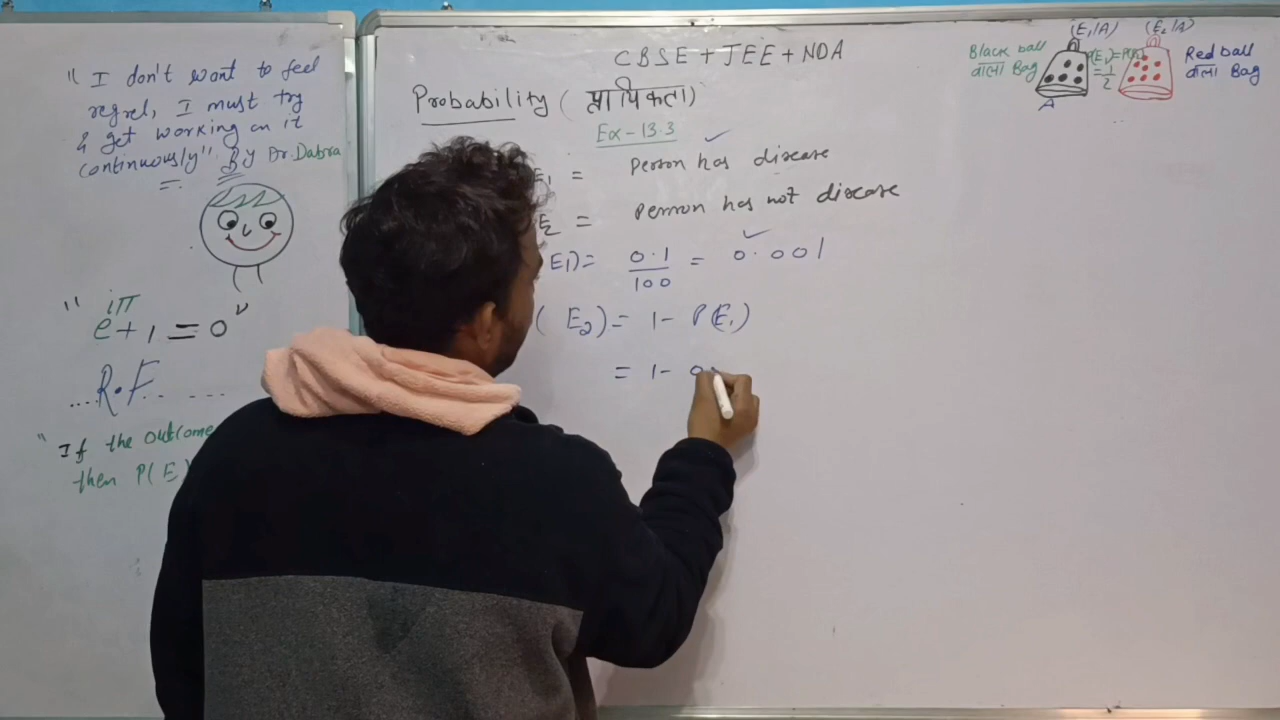 " I don't want to feel
regrel, I must try
& get working on it
continuously" By Dr. Dabra
" e^iπ + 1 = 0 "
....R.F.. ...
" If the outcome
then P(E)
CBSE + JEE + NDA
Probability ( प्रायिकता )
Ex - 13.3
E1 = Person has disease
E2 = Person has not disease
E1) = 0.1/100 = 0.001
( E2) = 1 - P(E1)
= 1 - 0.
(E1/A) (E2/A)
Black ball
वाला Bag
= 1/2
A
Red ball
वाला Bag